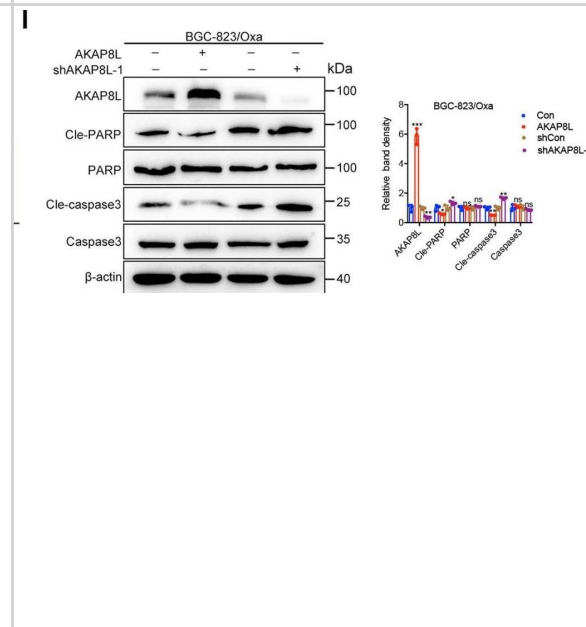 I
BGC-823/Oxa
AKAP8L – + – –
shAKAP8L-1 – – – + kDa
AKAP8L 100
Cle-PARP 100
PARP 100
Cle-caspase3 25
Caspase3 35
β-actin 40
BGC-823/Oxa
Relative band density
8
6
4
2
0
*** ** * * ns ns * ** ns ns
AKAP8L
Cle-PARP
PARP
Cle-caspase3
Caspase3
Con
AKAP8L
shCon
shAKAP8L-